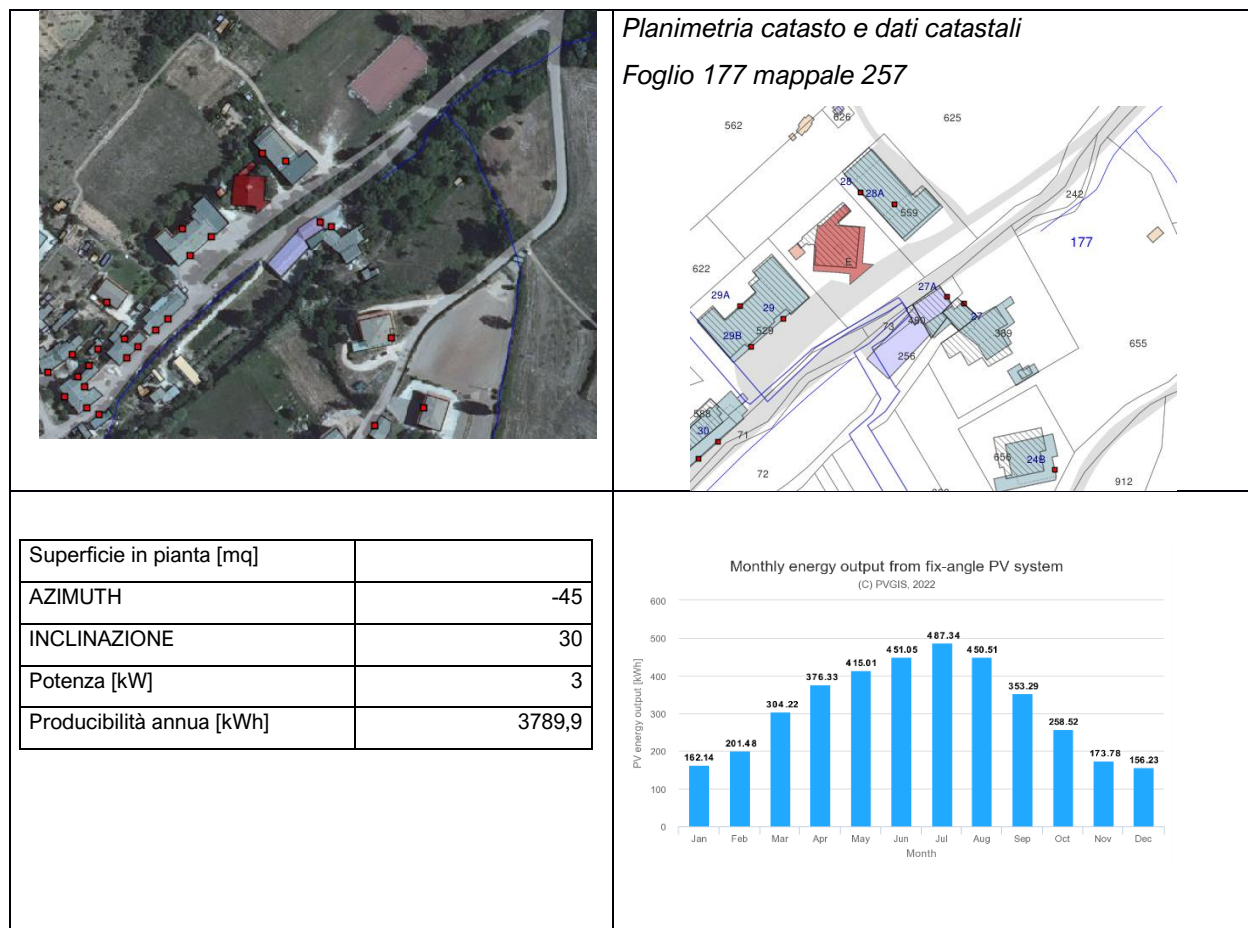 Planimetria catasto e dati catastali
Foglio 177 mappale 257
562
626
625
28
28A
559
242
177
622
E
29A
29
27A
29B
529
73
480
27
389
256
655
588
30
71
72
656
24B
912
Superficie in pianta [mq]
AZIMUTH -45
INCLINAZIONE 30
Potenza [kW] 3
Producibilità annua [kWh] 3789,9
Monthly energy output from fix-angle PV system
(C) PVGIS, 2022
PV energy output [kWh]
600
500
400
300
200
100
0
162.14
201.48
304.22
376.33
415.01
451.05
487.34
450.51
353.29
258.52
173.78
156.23
Jan Feb Mar Apr May Jun Jul Aug Sep Oct Nov Dec
Month